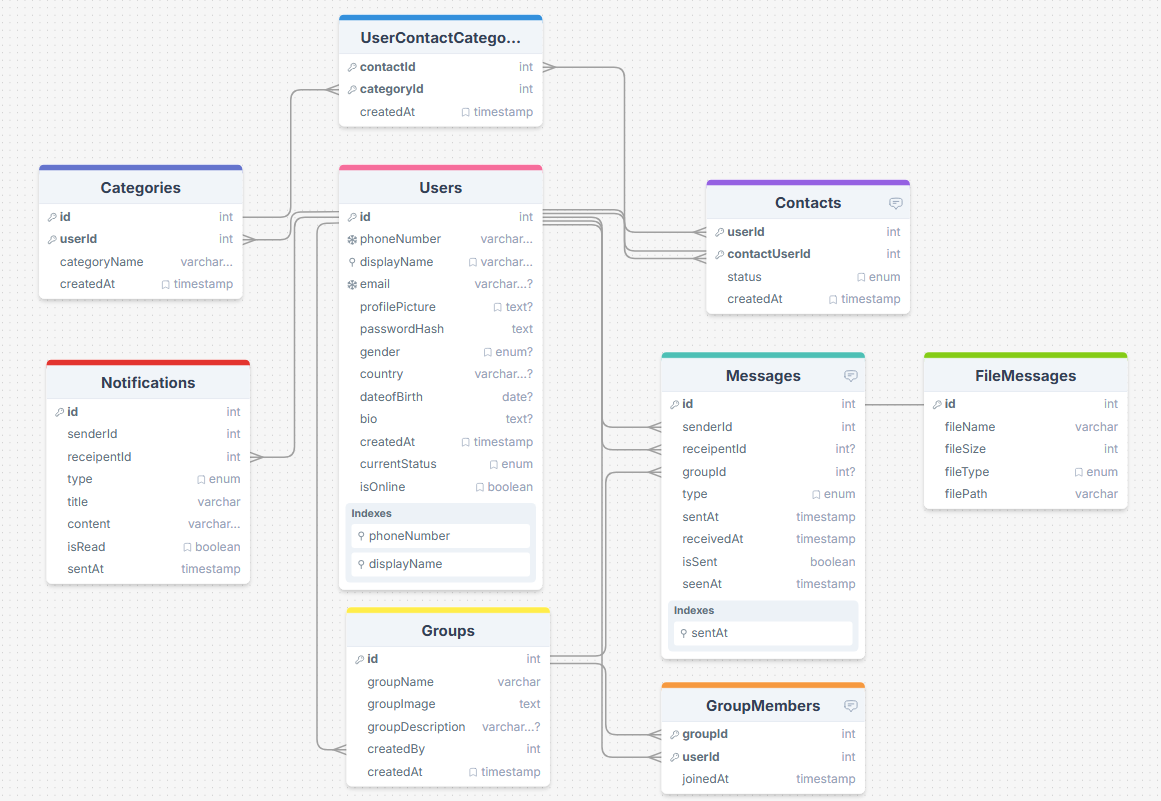 UserContactCatego...
contactId int
categoryId int
createdAt timestamp
Categories
id int
userId int
categoryName varchar...
createdAt timestamp
Users
id int
phoneNumber varchar...
displayName varchar...
email varchar...?
profilePicture text?
passwordHash text
gender enum?
country varchar...?
dateofBirth date?
bio text?
createdAt timestamp
currentStatus enum
isOnline boolean
Indexes
phoneNumber
displayName
Contacts
userId int
contactUserId int
status enum
createdAt timestamp
Notifications
id int
senderId int
receipentId int
type enum
title varchar
content varchar...
isRead boolean
sentAt timestamp
Messages
id int
senderId int
receipentId int?
groupId int?
type enum
sentAt timestamp
receivedAt timestamp
isSent boolean
seenAt timestamp
Indexes
sentAt
FileMessages
id int
fileName varchar
fileSize int
fileType enum
filePath varchar
Groups
id int
groupName varchar
groupImage text
groupDescription varchar...?
createdBy int
createdAt timestamp
GroupMembers
groupId int
userId int
joinedAt timestamp